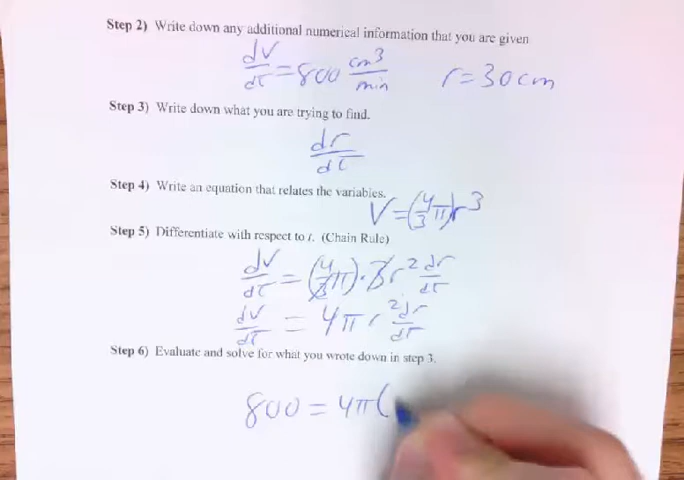 Step 2) Write down any additional numerical information that you are given
dV/dt = 800 cm³/min r = 30 cm
Step 3) Write down what you are trying to find.
dr/dt
Step 4) Write an equation that relates the variables.
V = (4/3 π) r³
Step 5) Differentiate with respect to t. (Chain Rule)
dV/dt = (4/3 π) · 3r² dr/dt
dV/dt = 4π r² dr/dt
Step 6) Evaluate and solve for what you wrote down in step 3.
800 = 4π(